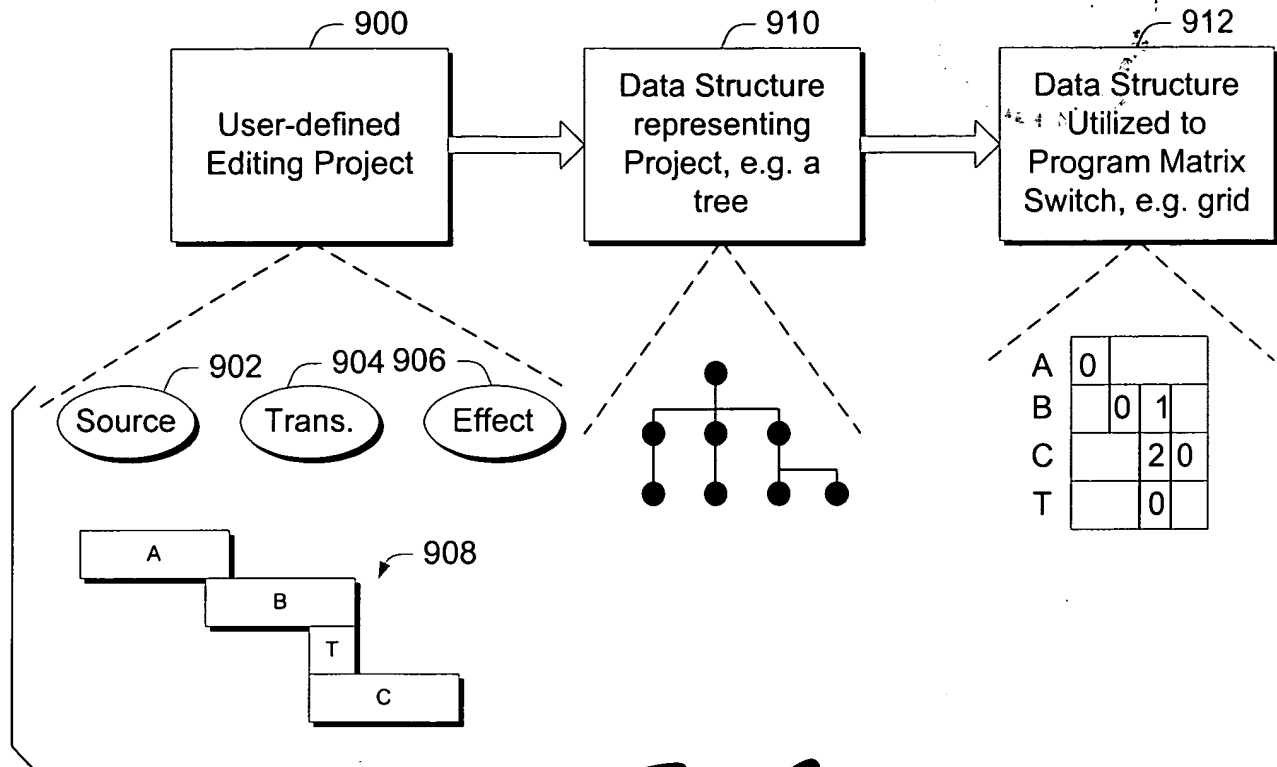 900
910
912
User-defined
Editing Project
Data Structure
representing
Project, e.g. a
tree
Data Structure
Utilized to
Program Matrix
Switch, e.g. grid
902
904
906
Source
Trans.
Effect
A
B
T
C
908
A 0
B 0 1
C 2 0
T 0